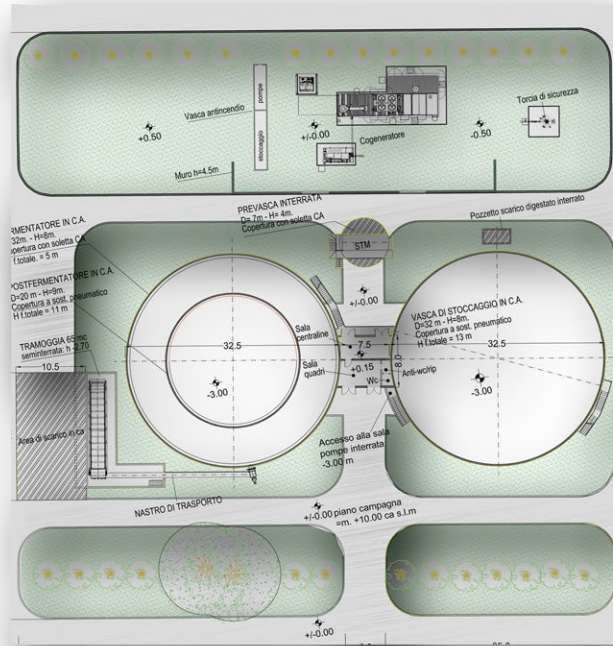 pompe
Vasca antincendio
stoccaggio
+0.50
+/-0.00
Cogeneratore
-0.50
Torcia di sicurezza
Muro h=4.5m
RMENTATORE IN C.A.
32m. - H=8m.
opertura con soletta CA
f.totale. = 5 m
POSTFERMENTATORE IN C.A.
D=20 m - H=9m.
Copertura a sost. pneumatico
H f.totale = 11 m
TRAMOGGIA 65 mc
seminterrata: h -2.70
10.5
Area di scarico in ca
PREVASCA INTERRATA
D= 7m - H= 4m.
Copertura con soletta CA
STM
Pozzetto scarico digestato interrato
+/-0.00
VASCA DI STOCCAGGIO IN C.A.
D=32 m - H=8m.
Copertura a sost. pneumatico
H f.totale = 13 m
32.5
-3.00
Sala
centraline
7.5
8.0
+0.15
Sala
quadri
Wc
Anti-wc/rip
32.5
-3.00
Accesso alla sala
pompe interrata
-3.00 m
NASTRO DI TRASPORTO
+/-0.00 piano campagna
=m. +10.00 ca s.l.m
+/-0.00